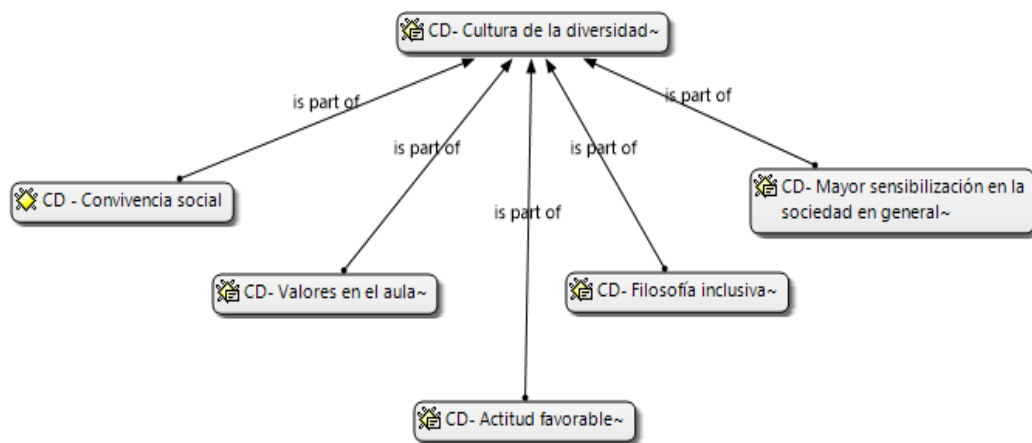 CD- Cultura de la diversidad~
is part of
is part of
is part of
is part of
is part of
CD - Convivencia social
CD- Mayor sensibilización en la
sociedad en general~
CD- Valores en el aula~
CD- Filosofía inclusiva~
CD- Actitud favorable~